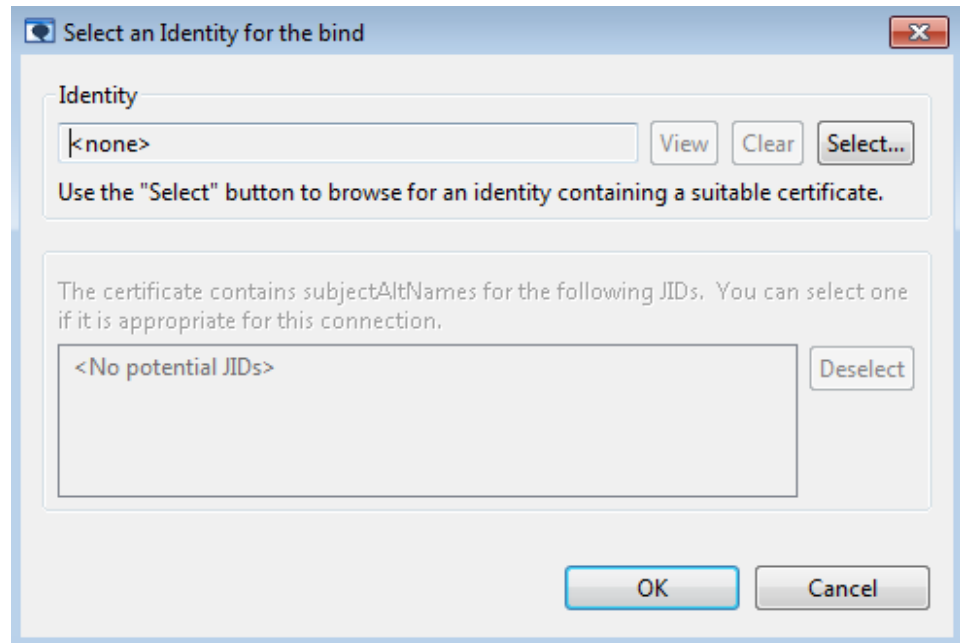 Select an Identity for the bind
Identity
<none>
View
Clear
Select...
Use the "Select" button to browse for an identity containing a suitable certificate.
The certificate contains subjectAltNames for the following JIDs.  You can select one
if it is appropriate for this connection.
<No potential JIDs>
Deselect
OK
Cancel